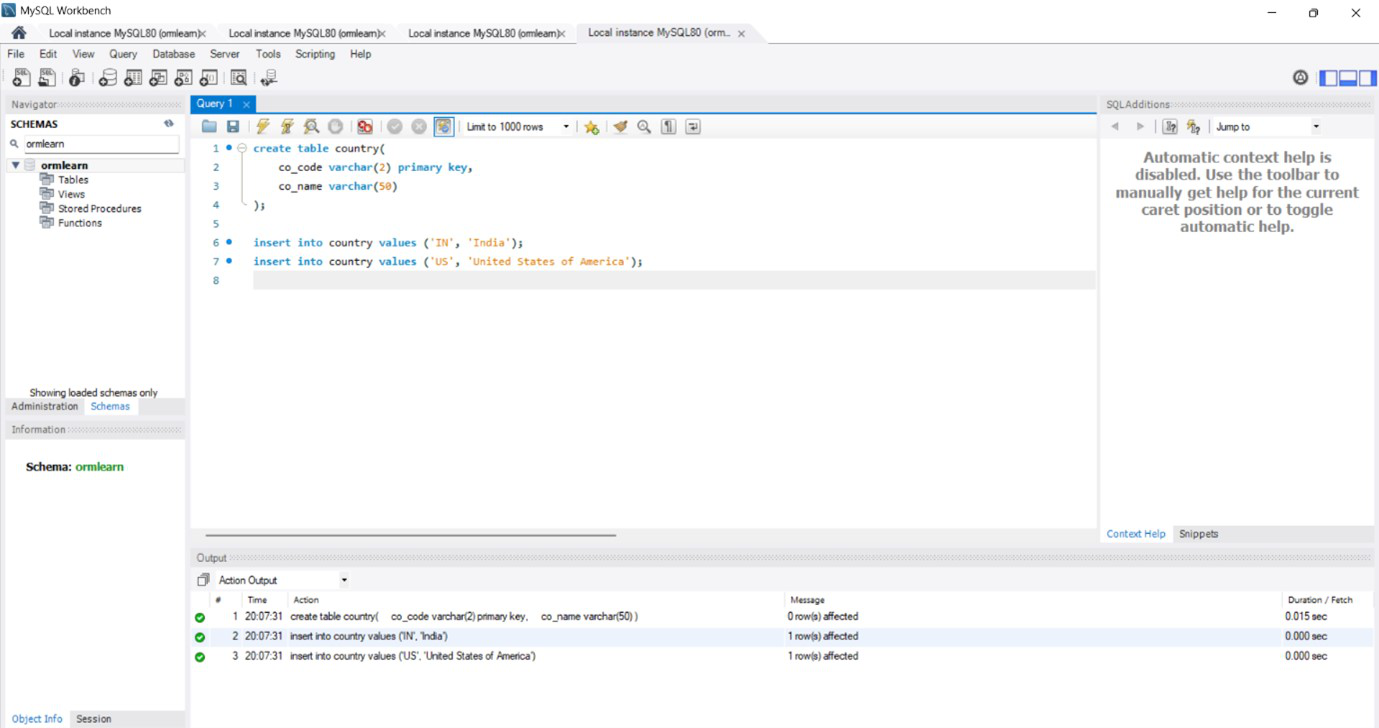 MySQL Workbench
Local instance MySQL80 (ormlearn)× Local instance MySQL80 (ormlearn)× Local instance MySQL80 (ormlearn)× Local instance MySQL80 (orm... ×
File Edit View Query Database Server Tools Scripting Help
Navigator
SCHEMAS
ormlearn
ormlearn
Tables
Views
Stored Procedures
Functions
Showing loaded schemas only
Administration Schemas
Information
Schema: ormlearn
Object Info Session
Query 1 ×
Limit to 1000 rows
1 create table country(
2 co_code varchar(2) primary key,
3 co_name varchar(50)
4 );
5
6 insert into country values ('IN', 'India');
7 insert into country values ('US', 'United States of America');
8
SQLAdditions
Jump to
Automatic context help is
disabled. Use the toolbar to
manually get help for the current
caret position or to toggle
automatic help.
Context Help Snippets
Output
Action Output
# Time Action Message Duration / Fetch
1 20:07:31 create table country( co_code varchar(2) primary key, co_name varchar(50) ) 0 row(s) affected 0.015 sec
2 20:07:31 insert into country values ('IN', 'India') 1 row(s) affected 0.000 sec
3 20:07:31 insert into country values ('US', 'United States of America') 1 row(s) affected 0.000 sec